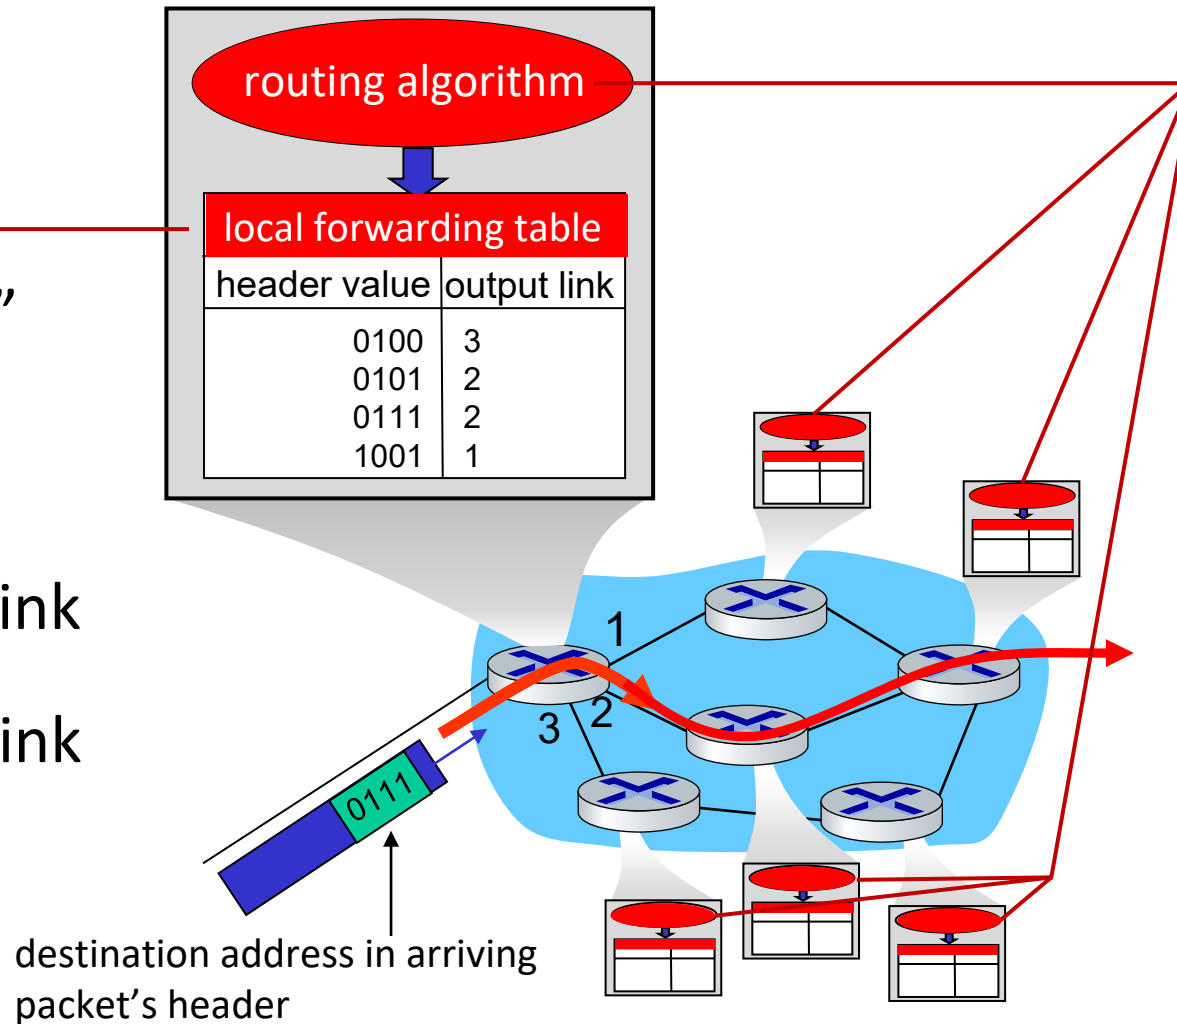 routing algorithm
local forwarding table
header value output link
”
0100 3
0101 2
0111 2
1001 1
ink
ink
1
2
3
0111
destination address in arriving
packet’s header